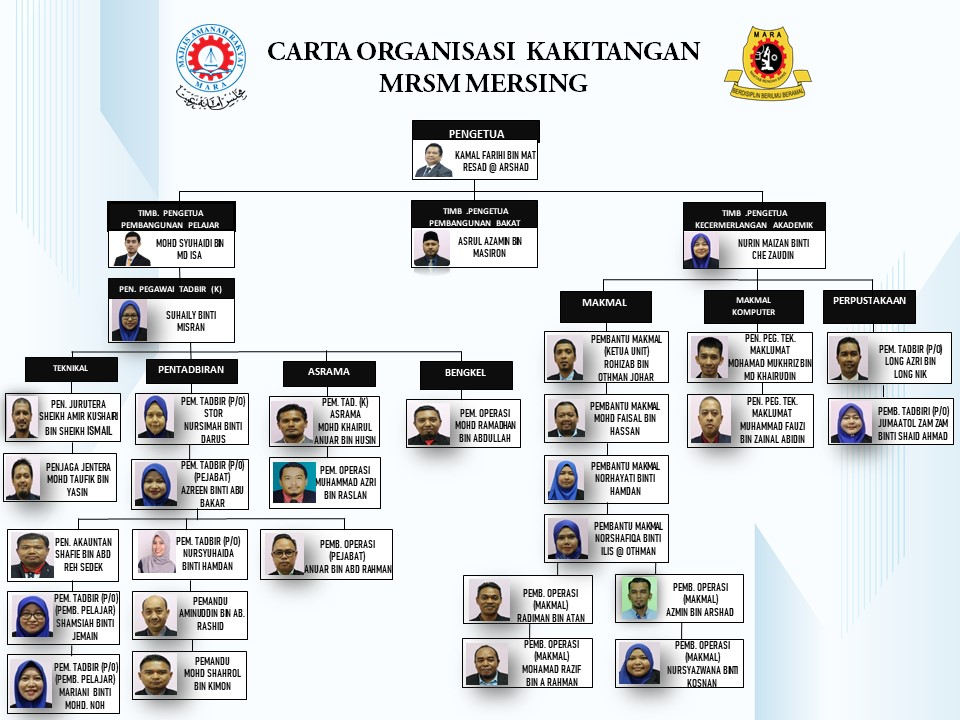 CARTA ORGANISASI KAKITANGAN
MRSM MERSING
MAJLIS AMANAH RAKYAT
MARA
MARA
BERDISIPLIN BERILMU BERAMAL
PENGETUA
KAMAL FARIHI BIN MAT
RESAD @ ARSHAD
TIMB. PENGETUA
PEMBANGUNAN PELAJAR
MOHD SYUHAIDI BIN
MD ISA
TIMB .PENGETUA
PEMBANGUNAN BAKAT
ASRUL AZAMIN BIN
MASIRON
TIMB .PENGETUA
KECERMERLANGAN AKADEMIK
NURIN MAIZAN BINTI
CHE ZAUDIN
PEN. PEGAWAI TADBIR (K)
SUHAILY BINTI
MISRAN
TEKNIKAL
PEN. JURUTERA
SHEIKH AMIR KUSHAIRI
BIN SHEIKH ISMAIL
PENJAGA JENTERA
MOHD TAUFIK BIN
YASIN
PENTADBIRAN
PEM. TADBIR (P/O)
STOR
NURSIMAH BINTI
DARUS
PEM. TADBIR (P/O)
(PEJABAT)
AZREEN BINTI ABU
BAKAR
ASRAMA
PEM. TAD. (K)
ASRAMA
MOHD KHAIRUL
ANUAR BIN HUSIN
PEM. OPERASI
MUHAMMAD AZRI
BIN RASLAN
BENGKEL
PEM. OPERASI
MOHD RAMADHAN
BIN ABDULLAH
PEN. AKAUNTAN
SHAFIE BIN ABD
REH SEDEK
PEM. TADBIR (P/O)
(PEMB. PELAJAR)
SHAMSIAH BINTI
JEMAIN
PEM. TADBIR (P/O)
(PEMB. PELAJAR)
MARIANI BINTI
MOHD. NOH
PEM. TADBIR (P/O)
NURSYUHAIDA
BINTI HAMDAN
PEMANDU
AMINUDDIN BIN AB.
RASHID
PEMANDU
MOHD SHAHROL
BIN KIMON
PEMB. OPERASI
(PEJABAT)
ANUAR BIN ABD RAHMAN
MAKMAL
PEMBANTU MAKMAL
(KETUA UNIT)
ROHIZAB BIN
OTHMAN JOHAR
PEMBANTU MAKMAL
MOHD FAISAL BIN
HASSAN
PEMBANTU MAKMAL
NORHAYATI BINTI
HAMDAN
PEMBANTU MAKMAL
NORSHAFIQA BINTI
ILIS @ OTHMAN
PEMB. OPERASI
(MAKMAL)
RADIMAN BIN ATAN
PEMB. OPERASI
(MAKMAL)
MOHAMAD RAZIF
BIN A RAHMAN
PEMB. OPERASI
(MAKMAL)
AZMIN BIN ARSHAD
PEMB. OPERASI
(MAKMAL)
NURSYAZWANA BINTI
KOSNAN
MAKMAL
KOMPUTER
PEN. PEG. TEK.
MAKLUMAT
MOHAMAD MUKHRIZ BIN
MD KHAIRUDIN
PEN. PEG. TEK.
MAKLUMAT
MUHAMMAD FAUZI
BIN ZAINAL ABIDIN
PERPUSTAKAAN
PEM. TADBIR (P/O)
LONG AZRI BIN
LONG NIK
PEMB. TADBIRI (P/O)
JUMAATOL ZAM ZAM
BINTI SHAID AHMAD